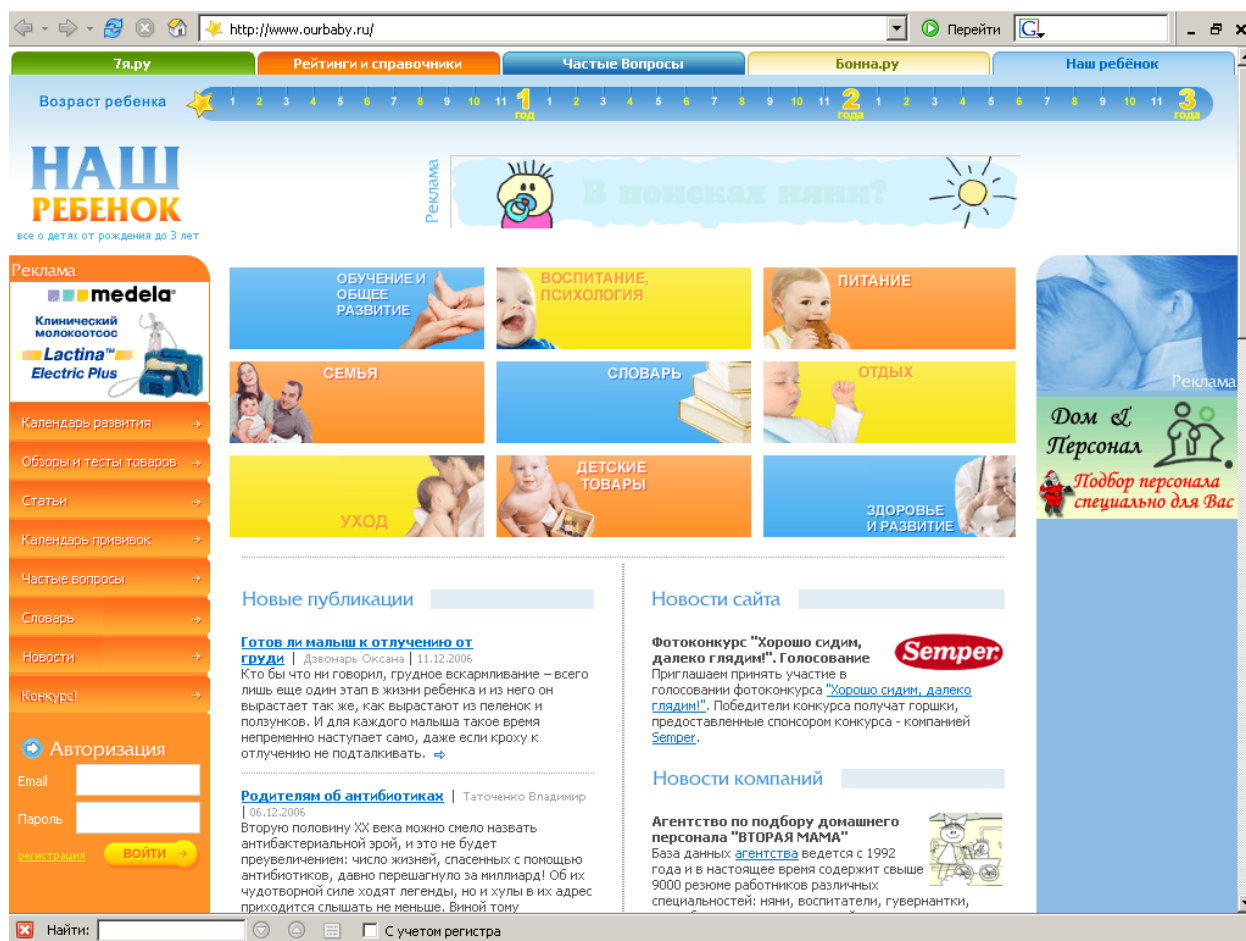 http://www.ourbaby.ru/
Перейти
7я.ру
Рейтинги и справочники
Частые Вопросы
Бонна.ру
Наш ребёнок
Возраст ребенка
1 2 3 4 5 6 7 8 9 10 11 1 год 1 2 3 4 5 6 7 8 9 10 11 2 года 1 2 3 4 5 6 7 8 9 10 11 3 года
НАШ
РЕБЕНОК
все о детях от рождения до 3 лет
Реклама
В поисках няни?
Реклама
medela
Клинический
молокоотсос
Lactina™
Electric Plus
Календарь развития
Обзоры и тесты товаров
Статьи
Календарь прививок
Частые вопросы
Словарь
Новости
Конкурс!
Авторизация
Email
Пароль
регистрация
ВОЙТИ
ОБУЧЕНИЕ И
ОБЩЕЕ
РАЗВИТИЕ
ВОСПИТАНИЕ,
ПСИХОЛОГИЯ
ПИТАНИЕ
СЕМЬЯ
СЛОВАРЬ
ОТДЫХ
УХОД
ДЕТСКИЕ
ТОВАРЫ
ЗДОРОВЬЕ
И РАЗВИТИЕ
Новые публикации
Готов ли малыш к отлучению от
груди | Дзвонарь Оксана | 11.12.2006
Кто бы что ни говорил, грудное вскармливание – всего
лишь еще один этап в жизни ребенка и из него он
вырастает так же, как вырастают из пеленок и
ползунков. И для каждого малыша такое время
непременно наступает само, даже если кроху к
отлучению не подталкивать.
Родителям об антибиотиках | Таточенко Владимир
| 06.12.2006
Вторую половину XX века можно смело назвать
антибактериальной эрой, и это не будет
преувеличением: число жизней, спасенных с помощью
антибиотиков, давно перешагнуло за миллиард! Об их
чудотворной силе ходят легенды, но и хулы в их адрес
приходится слышать не меньше. Виной тому
Новости сайта
Фотоконкурс "Хорошо сидим,
далеко глядим!". Голосование
Приглашаем принять участие в
голосовании фотоконкурса "Хорошо сидим, далеко
глядим!". Победители конкурса получат горшки,
предоставленные спонсором конкурса - компанией
Semper.
Semper
Новости компаний
Агентство по подбору домашнего
персонала "ВТОРАЯ МАМА"
База данных агентства ведется с 1992
года и в настоящее время содержит свыше
9000 резюме работников различных
специальностей: няни, воспитатели, гувернантки,
Реклама
Дом &
Персонал
Подбор персонала
специально для Вас
Найти:
С учетом регистра